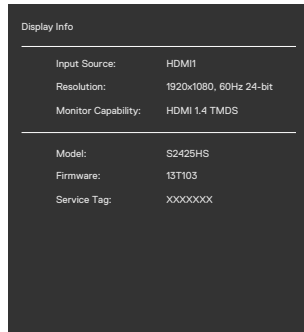 Display Info
Input Source: HDMI1
Resolution: 1920x1080, 60Hz 24-bit
Monitor Capability: HDMI 1.4 TMDS
Model: S2425HS
Firmware: 13T103
Service Tag: XXXXXXX